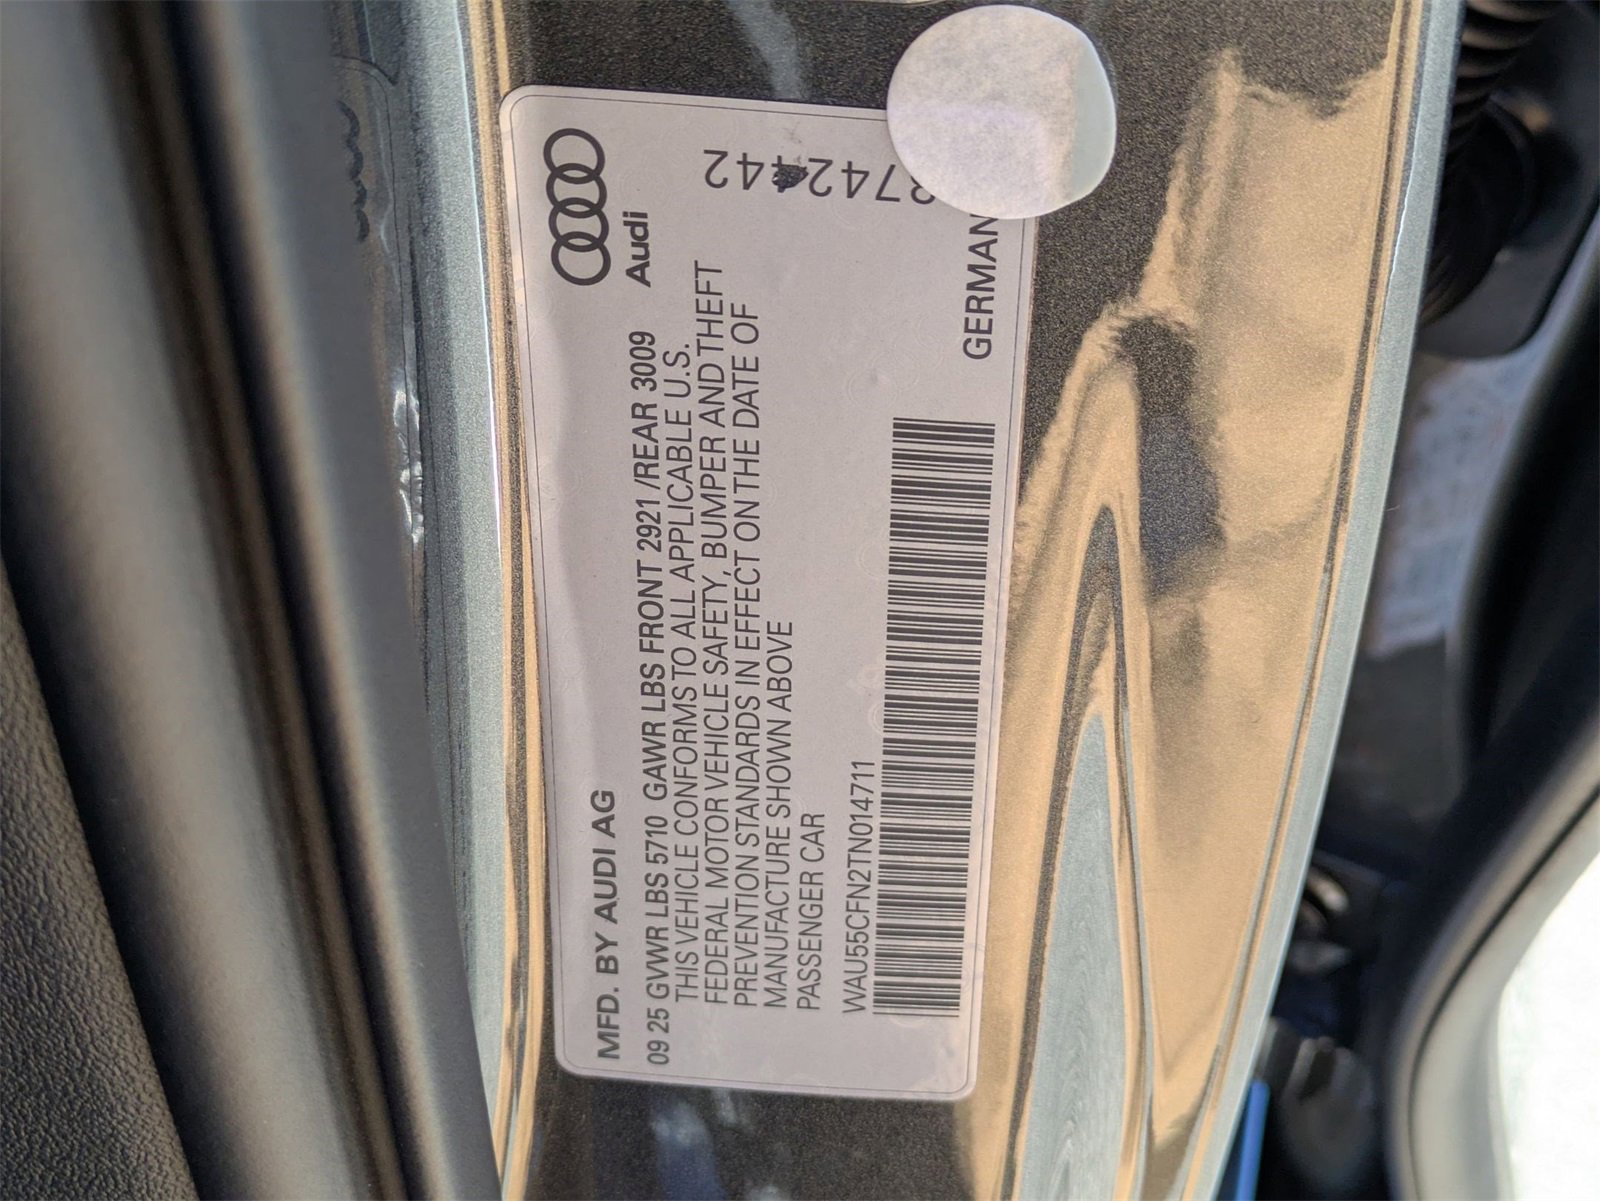 Audi
MFD. BY AUDI AG
09 25 GVWR LBS 5710 GAWR LBS FRONT 2921 /REAR 3009
THIS VEHICLE CONFORMS TO ALL APPLICABLE U.S.
FEDERAL MOTOR VEHICLE SAFETY, BUMPER AND THEFT
PREVENTION STANDARDS IN EFFECT ON THE DATE OF
MANUFACTURE SHOWN ABOVE
PASSENGER CAR
WAU55CFN2TN014711
GERMAN